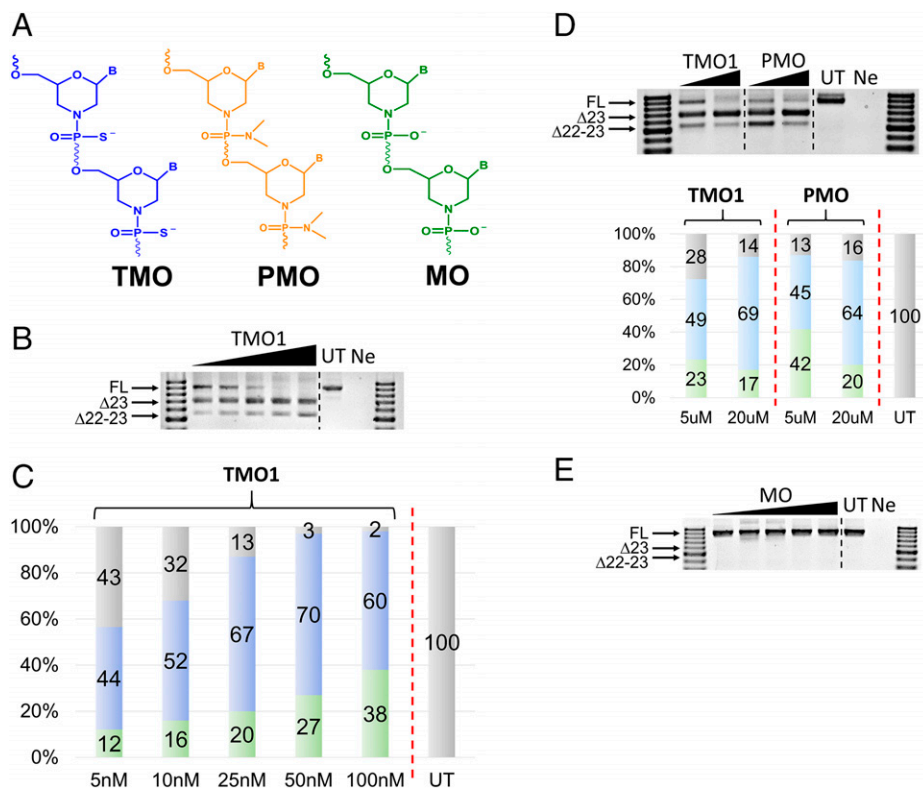 A
O
O
B
N
O=P-S⁻
O
O
B
N
O=P-S⁻
TMO
O
O
B
N
O=P-N
O
O
B
N
O=P-N
PMO
O
O
B
N
O=P-O⁻
O
O
B
N
O=P-O⁻
MO
B
TMO1
UT Ne
FL
Δ23
Δ22-23
C
TMO1
100%
80%
60%
40%
20%
0%
43
44
12
32
52
16
13
67
20
3
70
27
2
60
38
100
5nM 10nM 25nM 50nM 100nM UT
D
TMO1 PMO UT Ne
FL
Δ23
Δ22-23
TMO1 PMO
100%
80%
60%
40%
20%
0%
28
49
23
14
69
17
13
45
42
16
64
20
100
5uM 20uM 5uM 20uM UT
E
MO UT Ne
FL
Δ23
Δ22-23